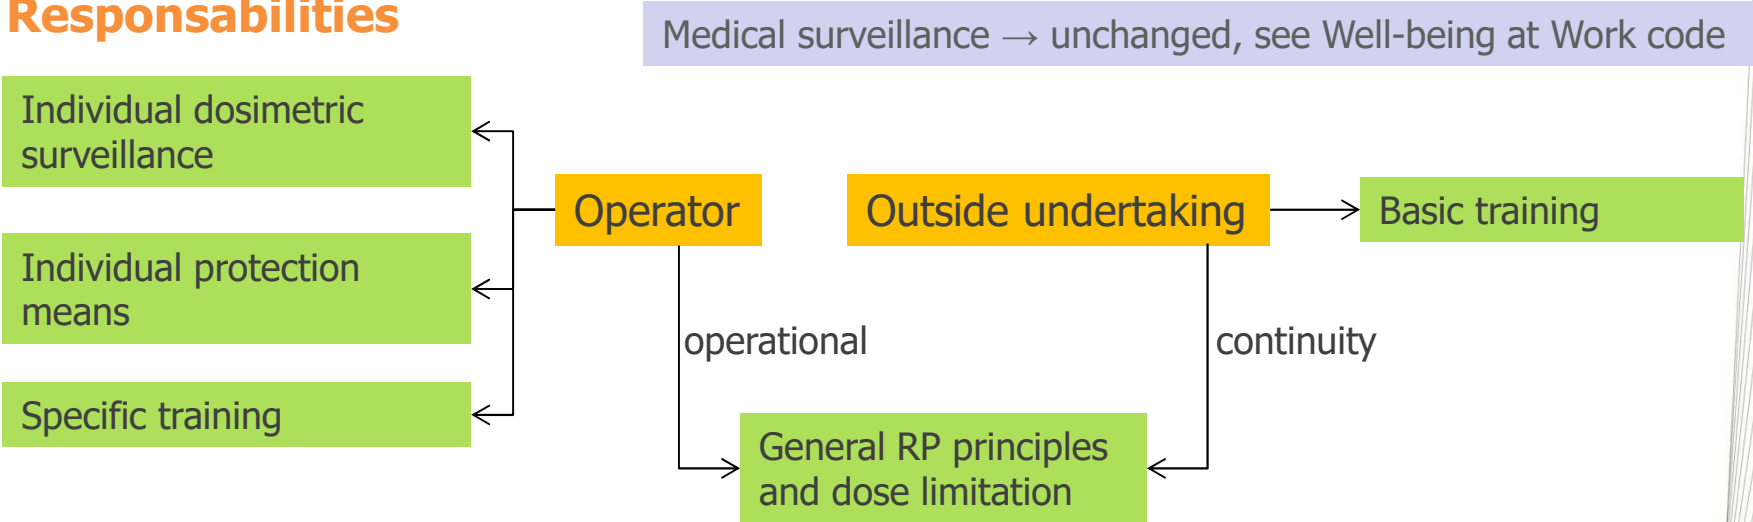 Responsabilities
Medical surveillance → unchanged, see Well-being at Work code
Individual dosimetric
surveillance
Operator
Outside undertaking
Basic training
Individual protection
means
operational
continuity
Specific training
General RP principles
and dose limitation